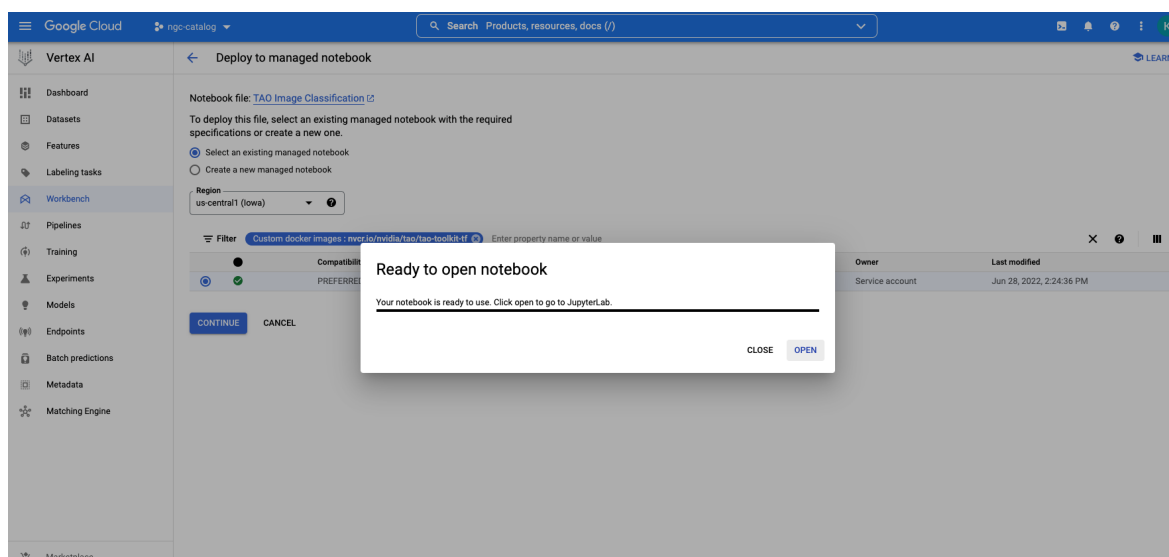 Google Cloud
ngc-catalog
Search Products, resources, docs (/)
Vertex AI
Deploy to managed notebook
LEARN
Dashboard
Datasets
Features
Labeling tasks
Workbench
Pipelines
Training
Experiments
Models
Endpoints
Batch predictions
Metadata
Matching Engine
Notebook file: TAO Image Classification
To deploy this file, select an existing managed notebook with the required
specifications or create a new one.
Select an existing managed notebook
Create a new managed notebook
Region
us-central1 (Iowa)
Filter Custom docker images : nvcr.io/nvidia/tao/tao-toolkit-tf Enter property name or value
Owner Last modified
Service account Jun 28, 2022, 2:24:36 PM
CONTINUE CANCEL
Ready to open notebook
Your notebook is ready to use. Click open to go to JupyterLab.
CLOSE OPEN